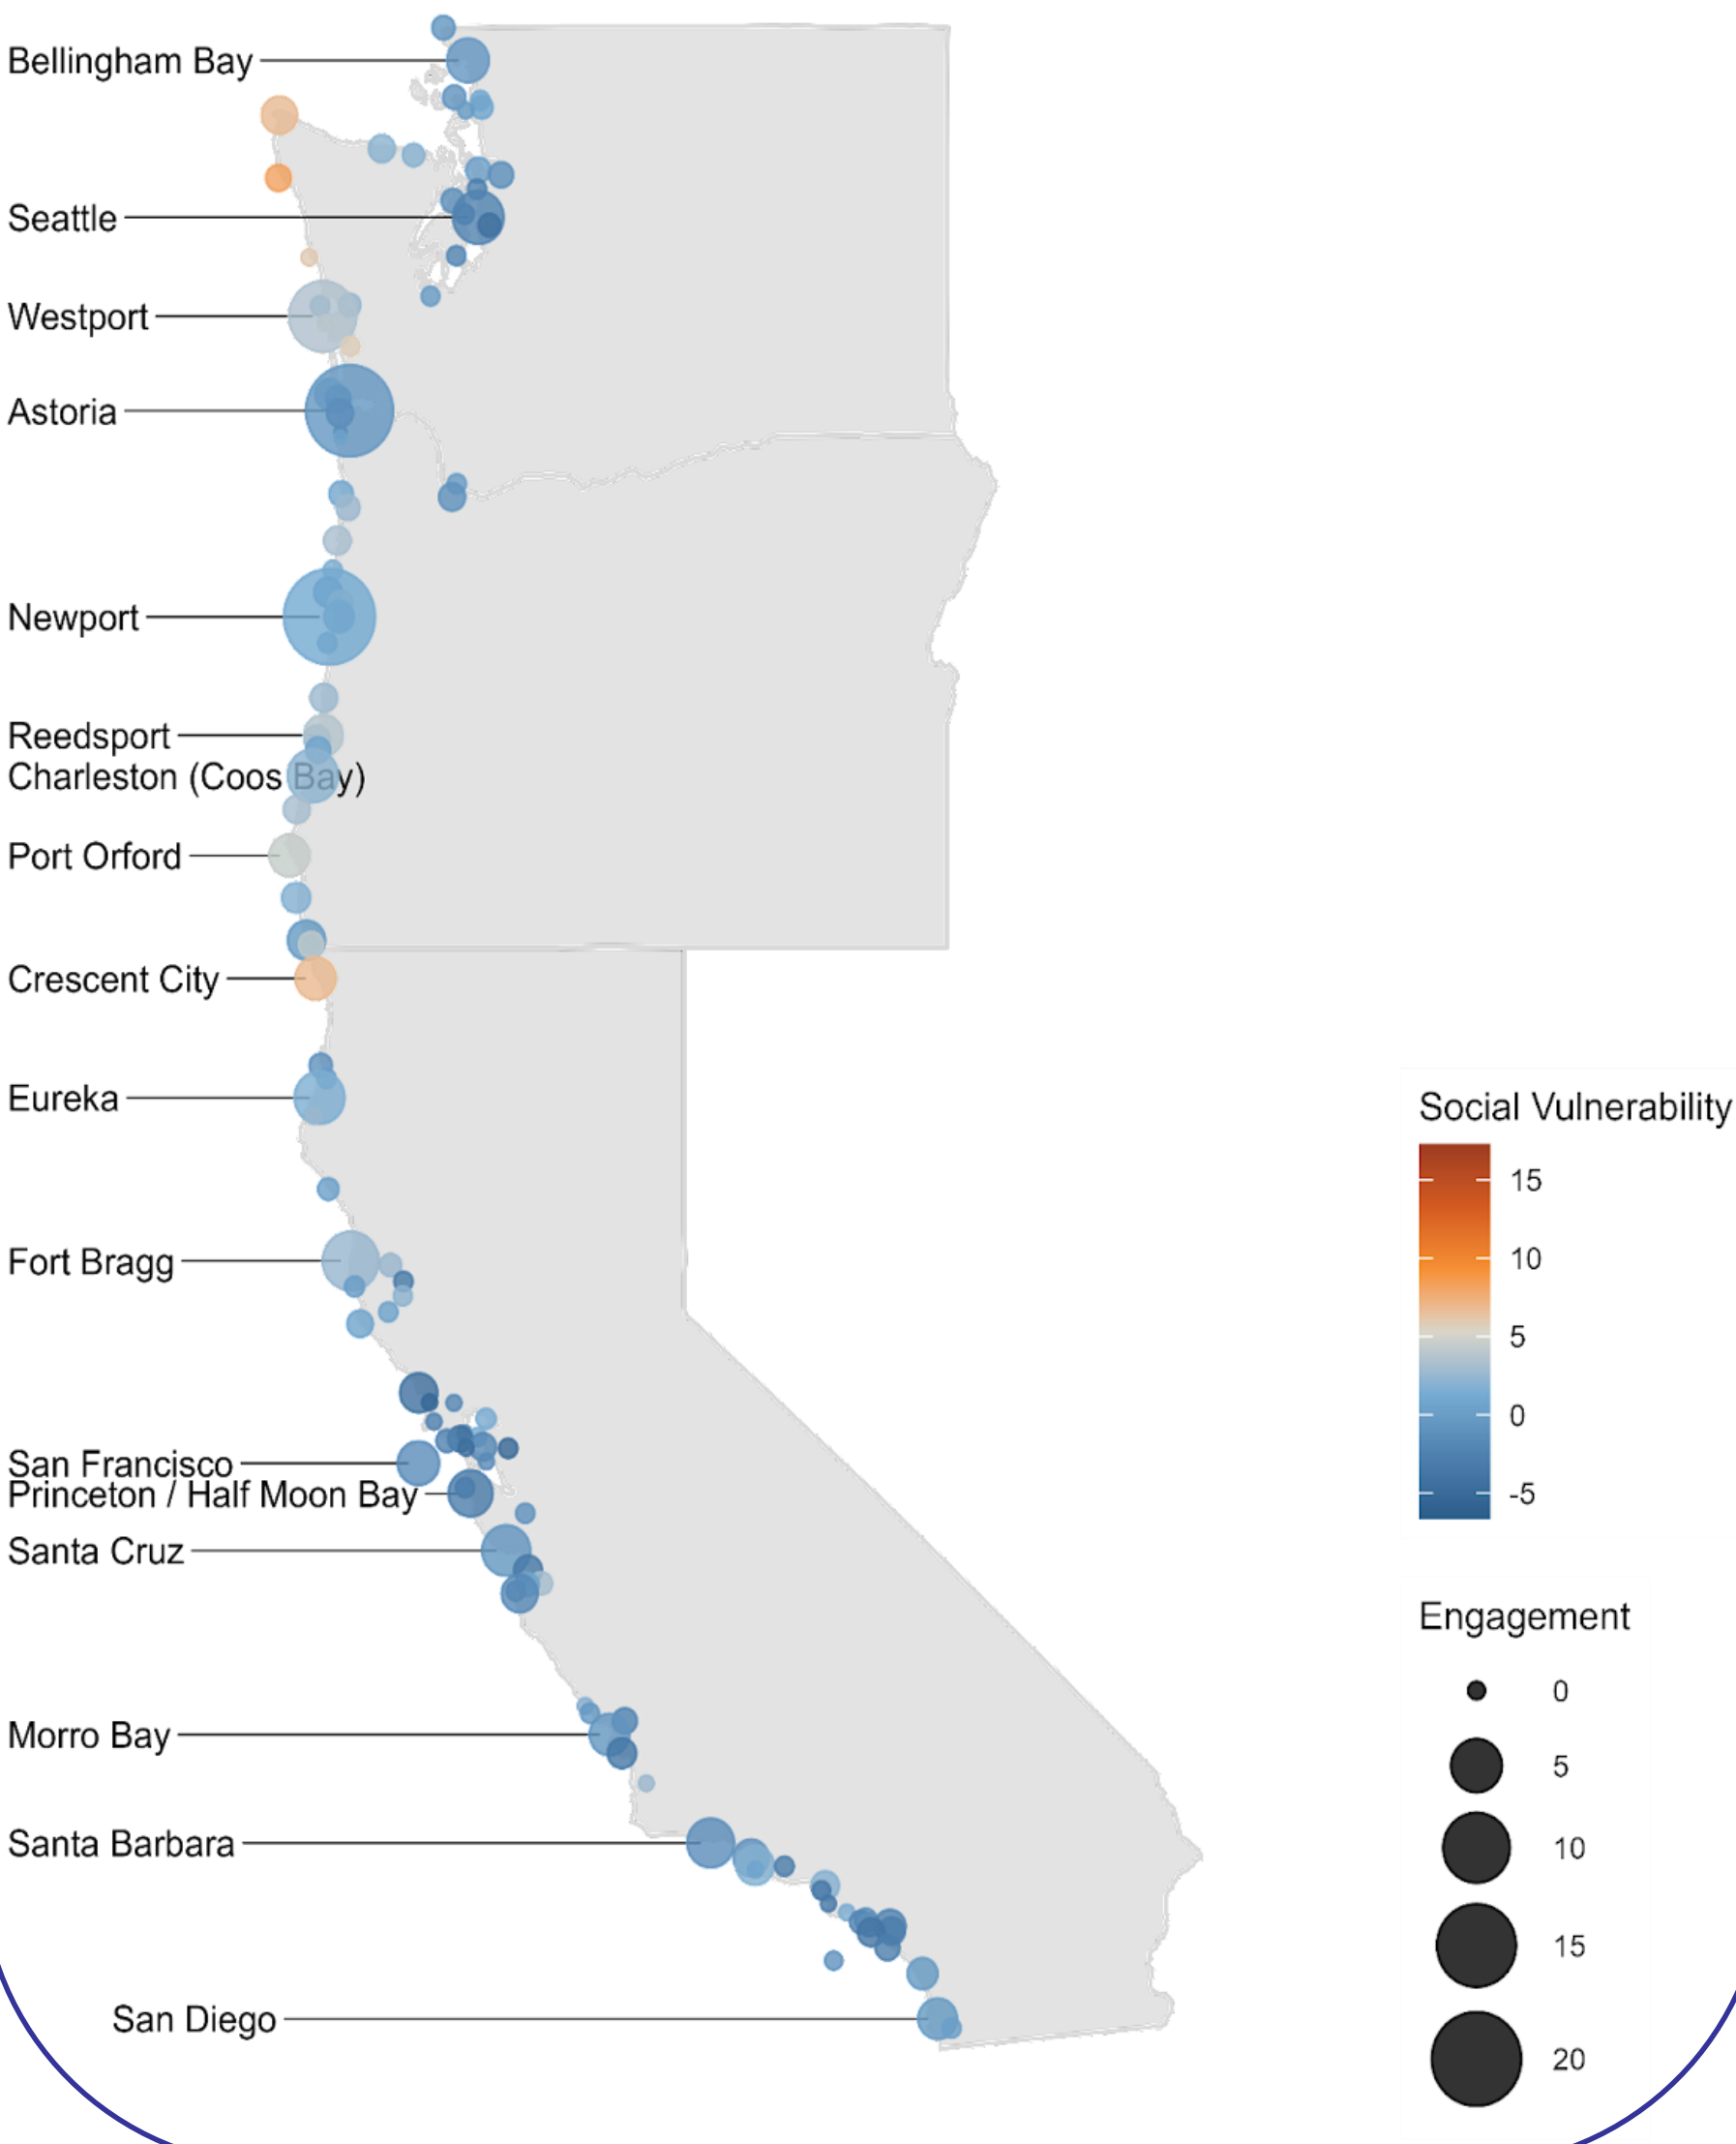 Bellingham Bay
Seattle
Westport
Astoria
Newport
Reedsport
Charleston (Coos Bay)
Port Orford
Crescent City
Eureka
Fort Bragg
San Francisco
Princeton / Half Moon Bay
Santa Cruz
Morro Bay
Santa Barbara
San Diego
Social Vulnerability
15
10
5
0
-5
Engagement
0
5
10
15
20